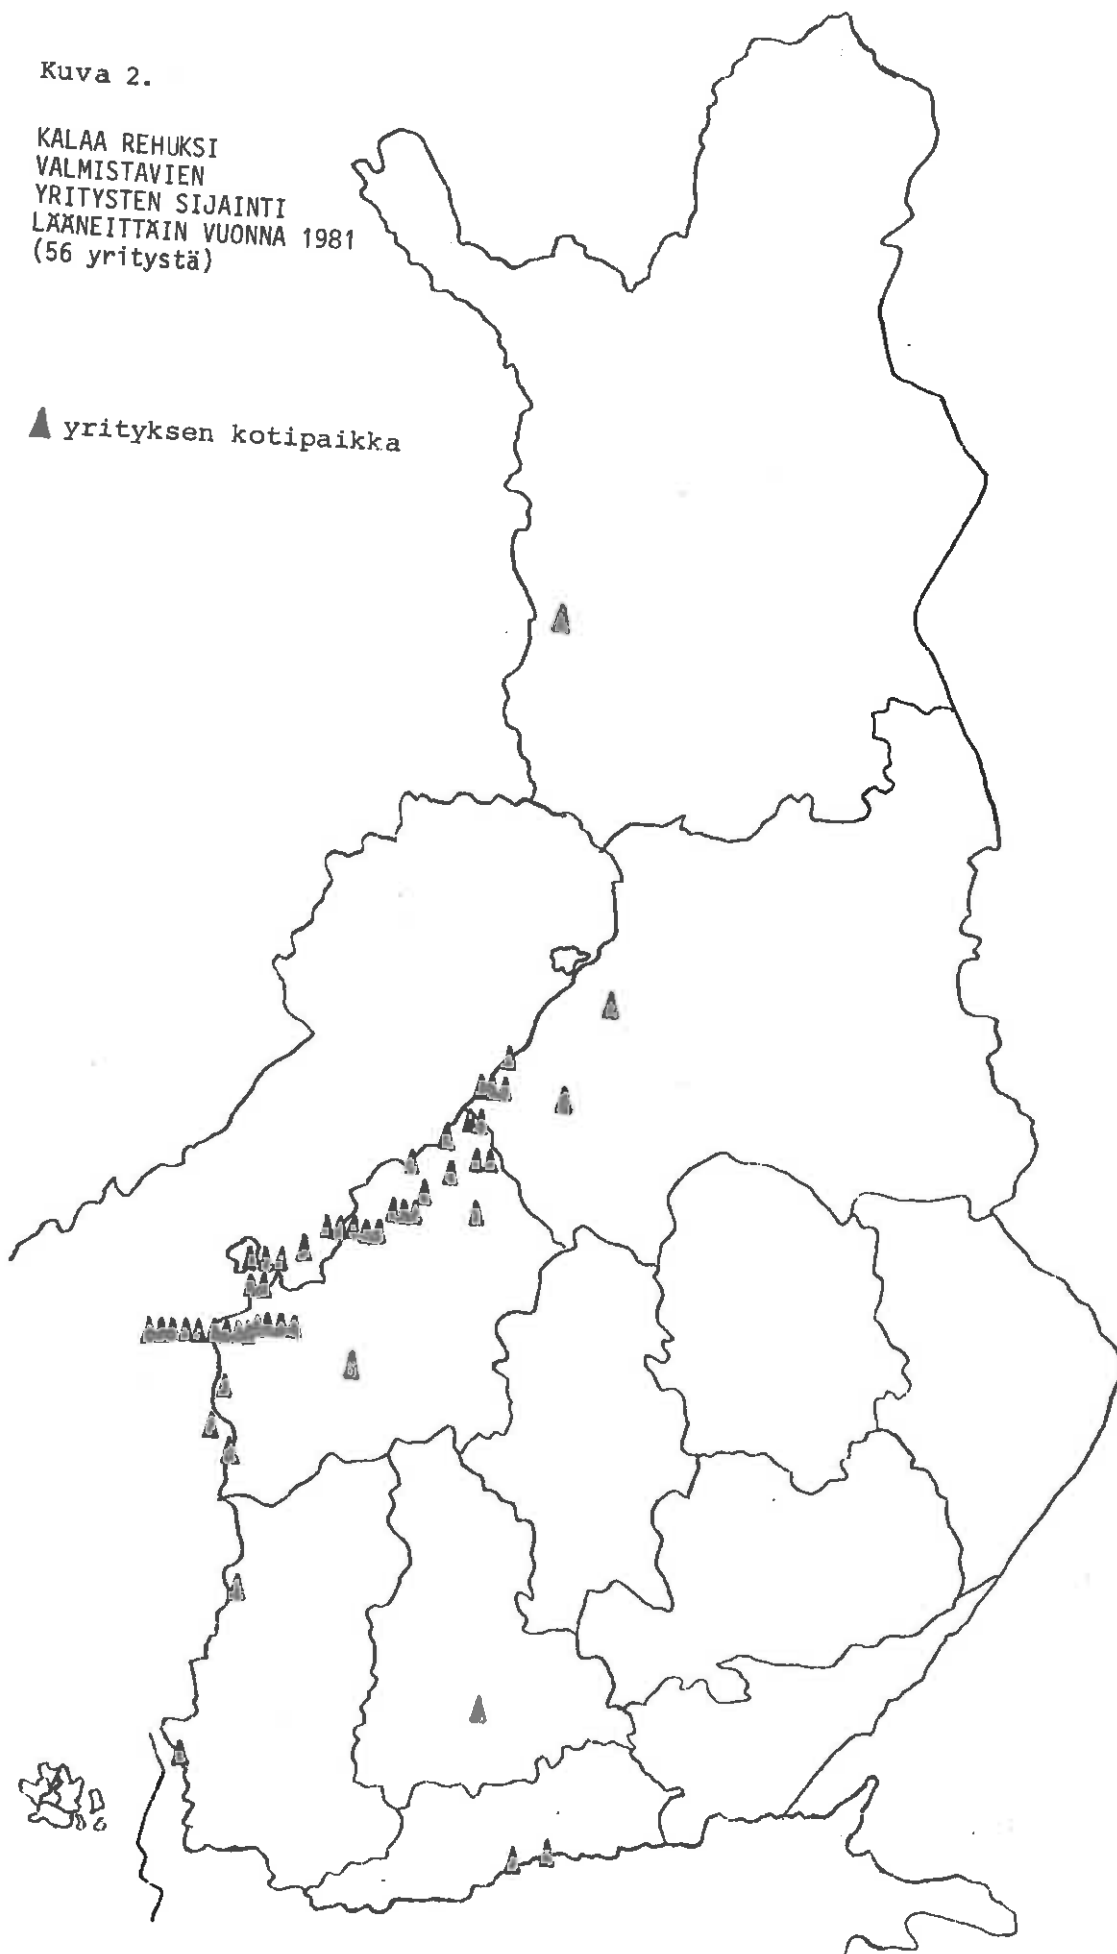 Kuva 2.
KALAA REHUKSI
VALMISTAVIEN
YRITYSTEN SIJAINTI
LÄÄNEITTÄIN VUONNA 1981
(56 yritystä)
yrityksen kotipaikka